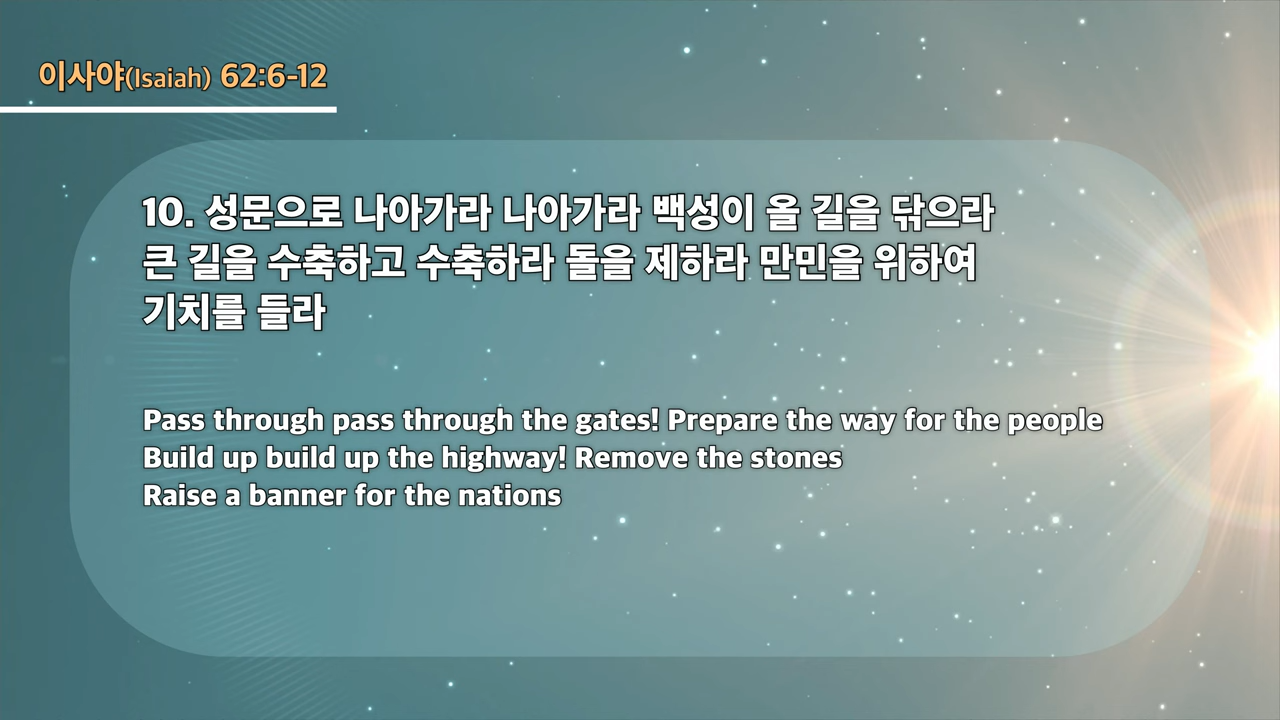 이사야(Isaiah) 62:6-12
10. 성문으로 나아가라 나아가라 백성이 올 길을 닦으라
큰 길을 수축하고 수축하라 돌을 제하라 만민을 위하여
기치를 들라
Pass through pass through the gates! Prepare the way for the people
Build up build up the highway! Remove the stones
Raise a banner for the nations